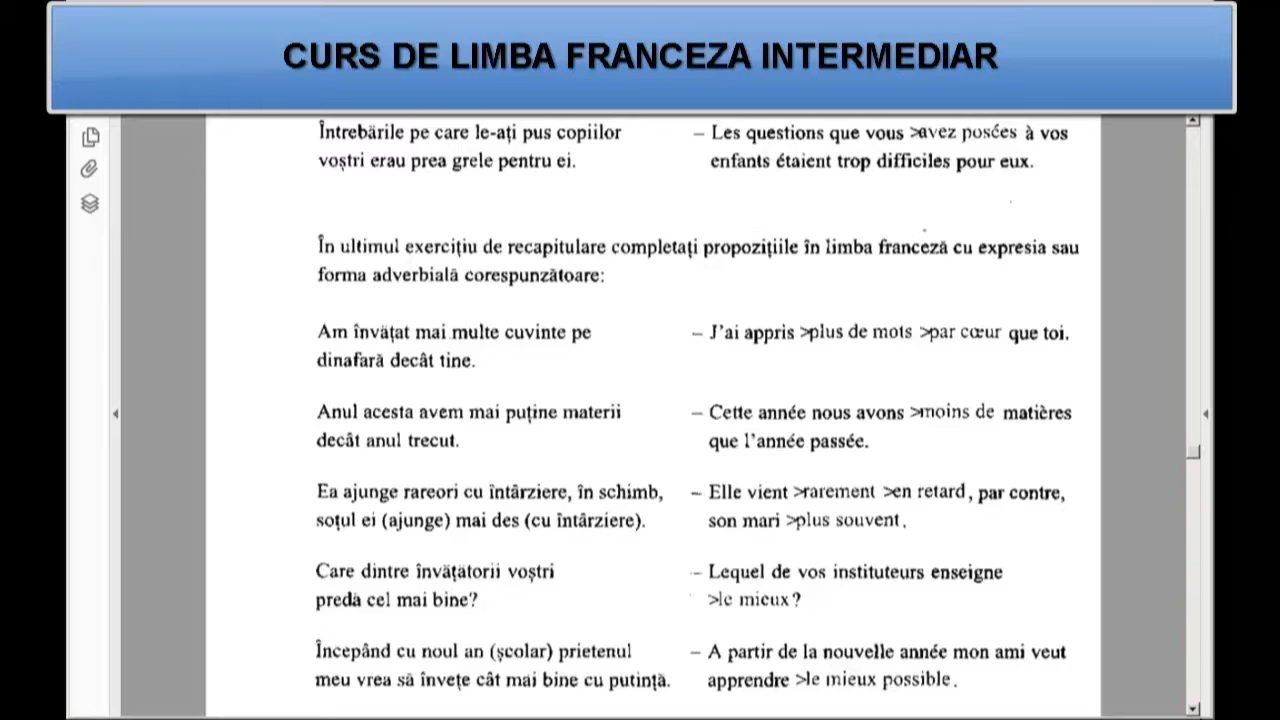 CURS DE LIMBA FRANCEZA INTERMEDIAR
Întrebările pe care le-ați pus copiilor
voștri erau prea grele pentru ei.
– Les questions que vous >avez posées à vos
enfants étaient trop difficiles pour eux.
În ultimul exercițiu de recapitulare completați propozițiile în limba franceză cu expresia sau
forma adverbială corespunzătoare:
Am învățat mai multe cuvinte pe
dinafară decât tine.
– J'ai appris >plus de mots >par cœur que toi.
Anul acesta avem mai puține materii
decât anul trecut.
– Cette année nous avons >moins de matières
que l'année passée.
Ea ajunge rareori cu întârziere, în schimb,
soțul ei (ajunge) mai des (cu întârziere).
– Elle vient >rarement >en retard, par contre,
son mari >plus souvent.
Care dintre învățătorii voștri
predă cel mai bine?
– Lequel de vos instituteurs enseigne
>le mieux?
Începând cu noul an (școlar) prietenul
meu vrea să învețe cât mai bine cu putință.
– A partir de la nouvelle année mon ami veut
apprendre >le mieux possible.